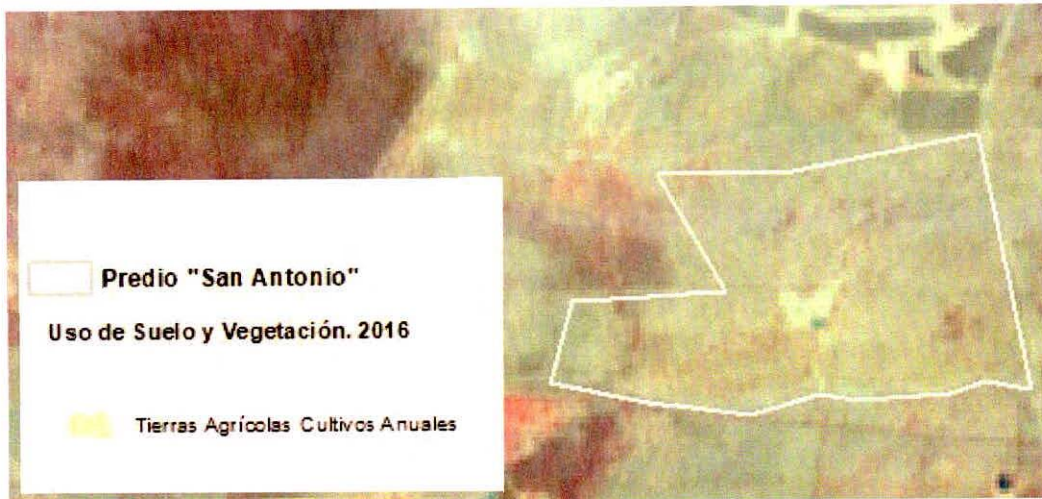 Predio "San Antonio"
Uso de Suelo y Vegetación. 2016
Tierras Agrícolas Cultivos Anuales